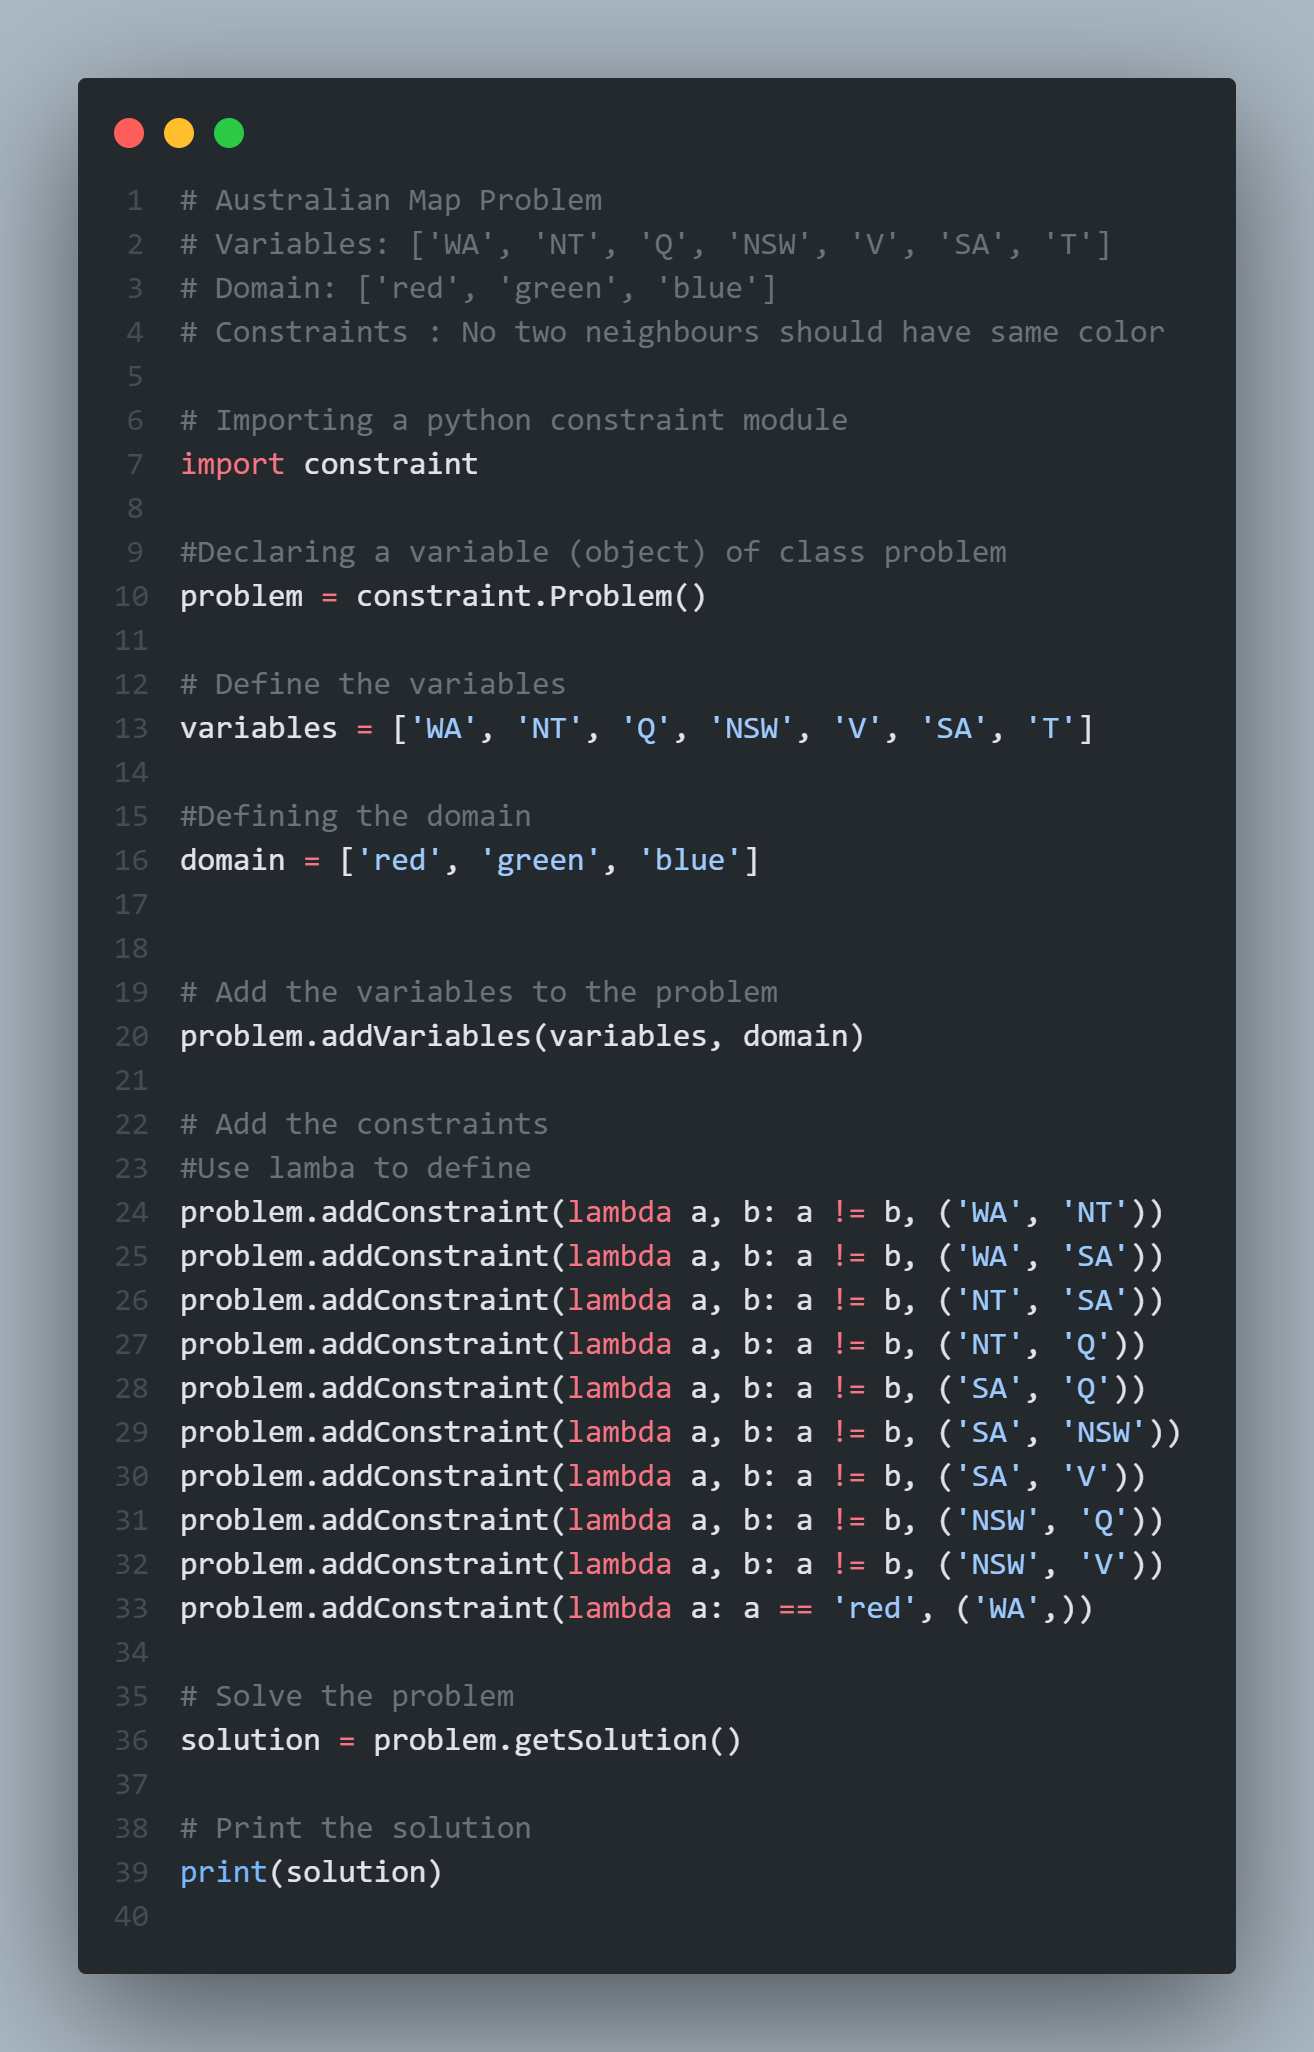 1 # Australian Map Problem
2 # Variables: ['WA', 'NT', 'Q', 'NSW', 'V', 'SA', 'T']
3 # Domain: ['red', 'green', 'blue']
4 # Constraints : No two neighbours should have same color
5
6 # Importing a python constraint module
7 import constraint
8
9 #Declaring a variable (object) of class problem
10 problem = constraint.Problem()
11
12 # Define the variables
13 variables = ['WA', 'NT', 'Q', 'NSW', 'V', 'SA', 'T']
14
15 #Defining the domain
16 domain = ['red', 'green', 'blue']
17
18
19 # Add the variables to the problem
20 problem.addVariables(variables, domain)
21
22 # Add the constraints
23 #Use lamba to define
24 problem.addConstraint(lambda a, b: a != b, ('WA', 'NT'))
25 problem.addConstraint(lambda a, b: a != b, ('WA', 'SA'))
26 problem.addConstraint(lambda a, b: a != b, ('NT', 'SA'))
27 problem.addConstraint(lambda a, b: a != b, ('NT', 'Q'))
28 problem.addConstraint(lambda a, b: a != b, ('SA', 'Q'))
29 problem.addConstraint(lambda a, b: a != b, ('SA', 'NSW'))
30 problem.addConstraint(lambda a, b: a != b, ('SA', 'V'))
31 problem.addConstraint(lambda a, b: a != b, ('NSW', 'Q'))
32 problem.addConstraint(lambda a, b: a != b, ('NSW', 'V'))
33 problem.addConstraint(lambda a: a == 'red', ('WA',))
34
35 # Solve the problem
36 solution = problem.getSolution()
37
38 # Print the solution
39 print(solution)
40